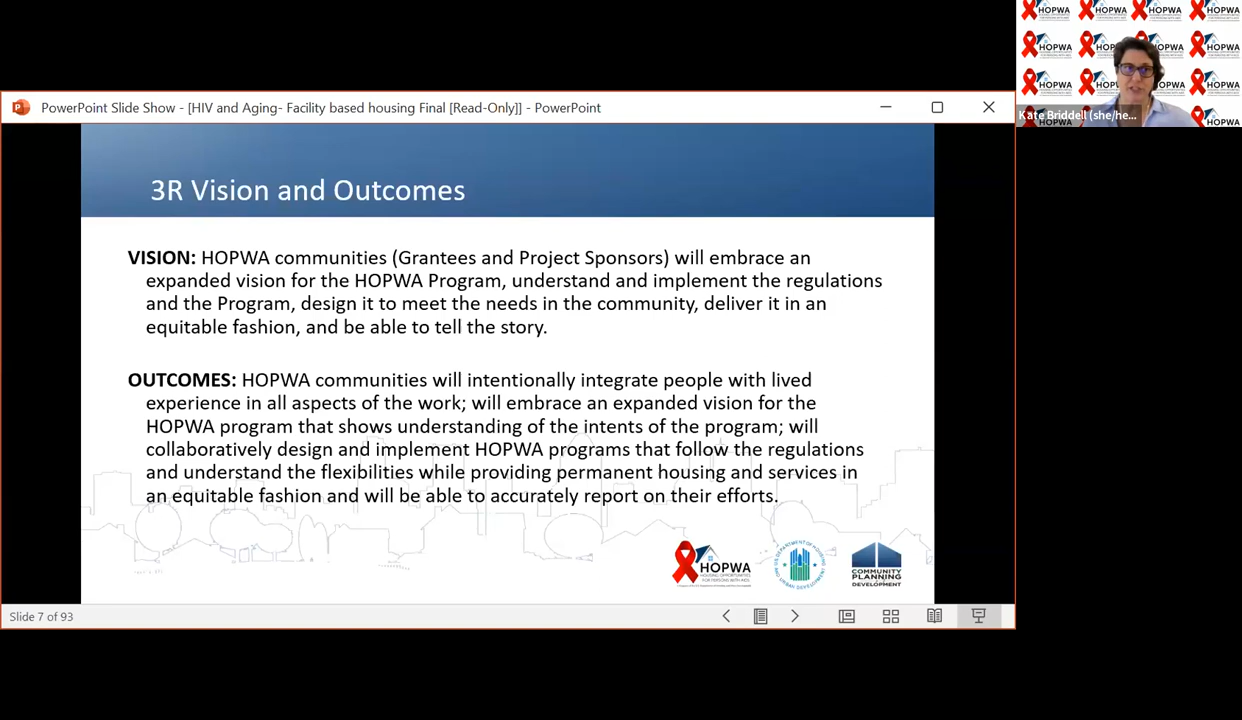 PowerPoint Slide Show - [HIV and Aging- Facility based housing Final [Read-Only]] - PowerPoint
3R Vision and Outcomes
VISION: HOPWA communities (Grantees and Project Sponsors) will embrace an
expanded vision for the HOPWA Program, understand and implement the regulations
and the Program, design it to meet the needs in the community, deliver it in an
equitable fashion, and be able to tell the story.
OUTCOMES: HOPWA communities will intentionally integrate people with lived
experience in all aspects of the work; will embrace an expanded vision for the
HOPWA program that shows understanding of the intents of the program; will
collaboratively design and implement HOPWA programs that follow the regulations
and understand the flexibilities while providing permanent housing and services in
an equitable fashion and will be able to accurately report on their efforts.
HOPWA
HOUSING OPPORTUNITIES
FOR PERSONS WITH AIDS
COMMUNITY
PLANNING
DEVELOPMENT
Slide 7 of 93
HOPWA
HOPWA
HOPWA
HOPWA
HOPWA
HOPWA
HOPWA
Kate Briddell (she/he...
HOPWA